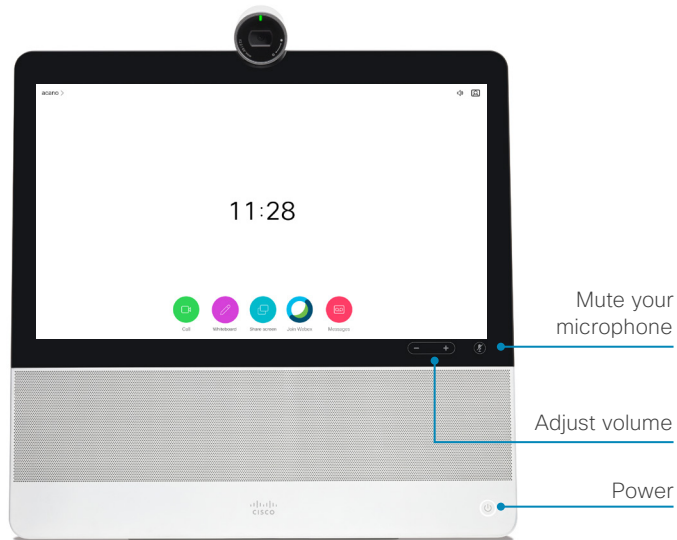 acano >
11:28
Call
Whiteboard
Share screen
Join Webex
Messages
− +
Mute your
microphone
Adjust volume
Power
CISCO